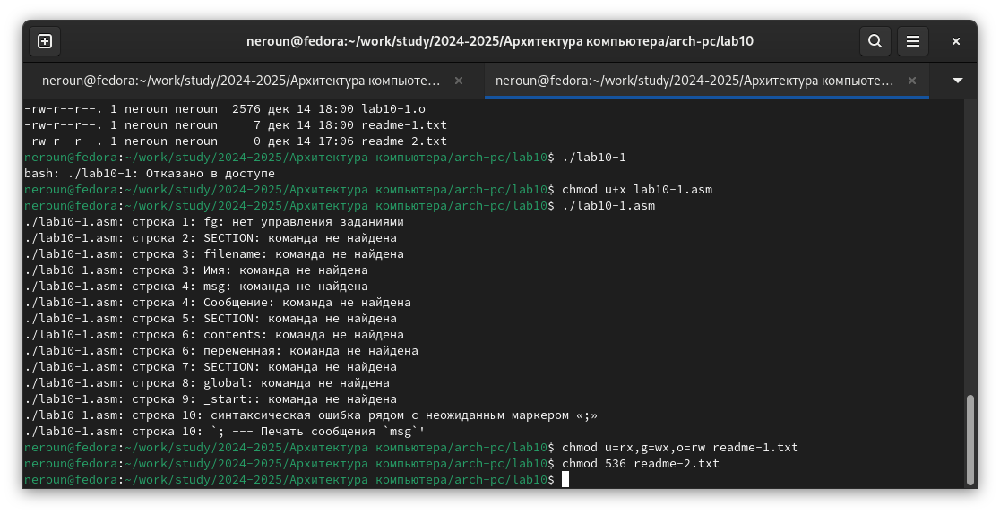 neroun@fedora:~/work/study/2024-2025/Архитектура компьютера/arch-pc/lab10
neroun@fedora:~/work/study/2024-2025/Архитектура компьюте...
neroun@fedora:~/work/study/2024-2025/Архитектура компьюте...
-rw-r--r--. 1 neroun neroun  2576 дек 14 18:00 lab10-1.o
-rw-r--r--. 1 neroun neroun     7 дек 14 18:00 readme-1.txt
-rw-r--r--. 1 neroun neroun     0 дек 14 17:06 readme-2.txt
neroun@fedora:~/work/study/2024-2025/Архитектура компьютера/arch-pc/lab10$ ./lab10-1
bash: ./lab10-1: Отказано в доступе
neroun@fedora:~/work/study/2024-2025/Архитектура компьютера/arch-pc/lab10$ chmod u+x lab10-1.asm
neroun@fedora:~/work/study/2024-2025/Архитектура компьютера/arch-pc/lab10$ ./lab10-1.asm
./lab10-1.asm: строка 1: fg: нет управления заданиями
./lab10-1.asm: строка 2: SECTION: команда не найдена
./lab10-1.asm: строка 3: filename: команда не найдена
./lab10-1.asm: строка 3: Имя: команда не найдена
./lab10-1.asm: строка 4: msg: команда не найдена
./lab10-1.asm: строка 4: Сообщение: команда не найдена
./lab10-1.asm: строка 5: SECTION: команда не найдена
./lab10-1.asm: строка 6: contents: команда не найдена
./lab10-1.asm: строка 6: переменная: команда не найдена
./lab10-1.asm: строка 7: SECTION: команда не найдена
./lab10-1.asm: строка 8: global: команда не найдена
./lab10-1.asm: строка 9: _start:: команда не найдена
./lab10-1.asm: строка 10: синтаксическая ошибка рядом с неожиданным маркером «;»
./lab10-1.asm: строка 10: `; --- Печать сообщения `msg`'
neroun@fedora:~/work/study/2024-2025/Архитектура компьютера/arch-pc/lab10$ chmod u=rx,g=wx,o=rw readme-1.txt
neroun@fedora:~/work/study/2024-2025/Архитектура компьютера/arch-pc/lab10$ chmod 536 readme-2.txt
neroun@fedora:~/work/study/2024-2025/Архитектура компьютера/arch-pc/lab10$